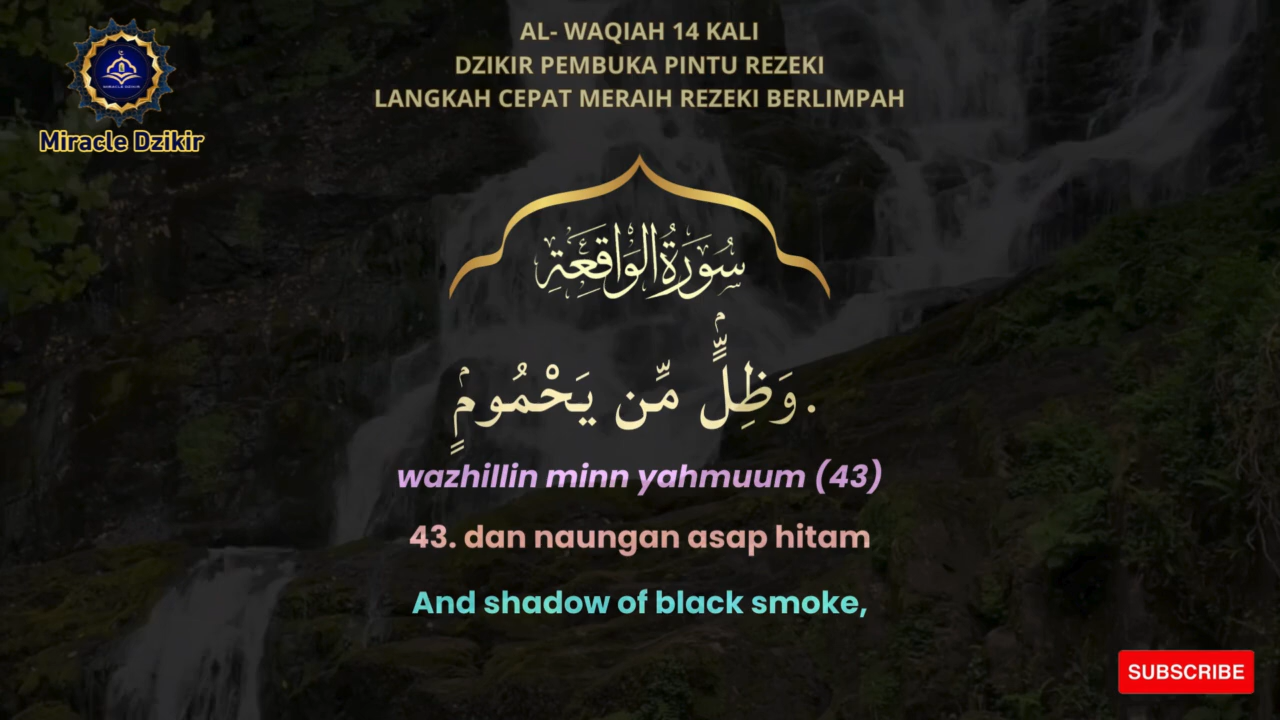 AL- WAQIAH 14 KALI
DZIKIR PEMBUKA PINTU REZEKI
LANGKAH CEPAT MERAIH REZEKI BERLIMPAH
Miracle Dzikir
سُورَةُ الوَاقِعَةِ
وَظِلٍّۢ مِّن يَحْمُومٍۢ.
wazhillin minn yahmuum (43)
43. dan naungan asap hitam
And shadow of black smoke,
SUBSCRIBE